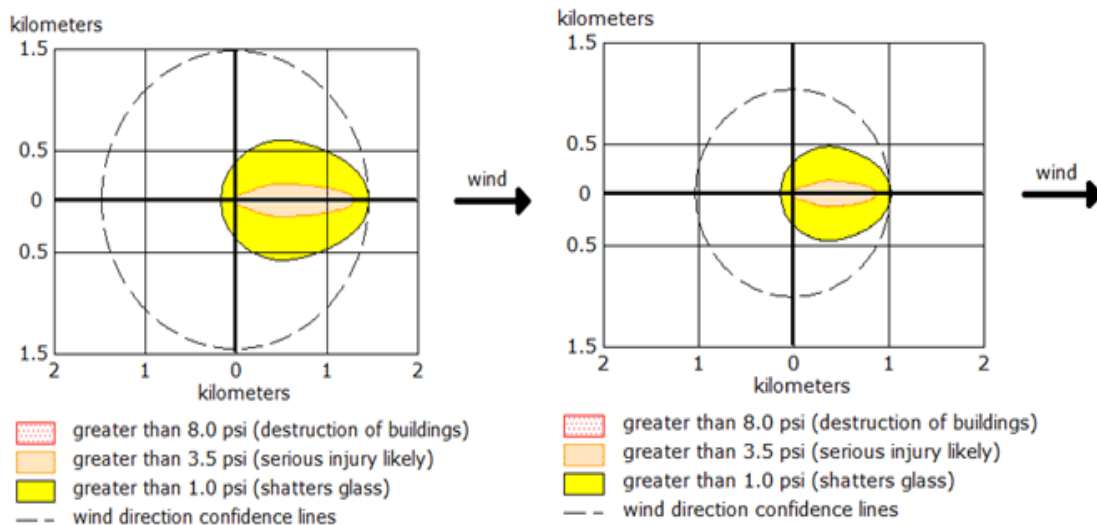 kilometers
1.5
1
0.5
0
0.5
1.5
2
1
0
1
2
kilometers
wind
greater than 8.0 psi (destruction of buildings)
greater than 3.5 psi (serious injury likely)
greater than 1.0 psi (shatters glass)
wind direction confidence lines
kilometers
1.5
1
0.5
0
0.5
1.5
2
1
0
1
2
kilometers
wind
greater than 8.0 psi (destruction of buildings)
greater than 3.5 psi (serious injury likely)
greater than 1.0 psi (shatters glass)
wind direction confidence lines